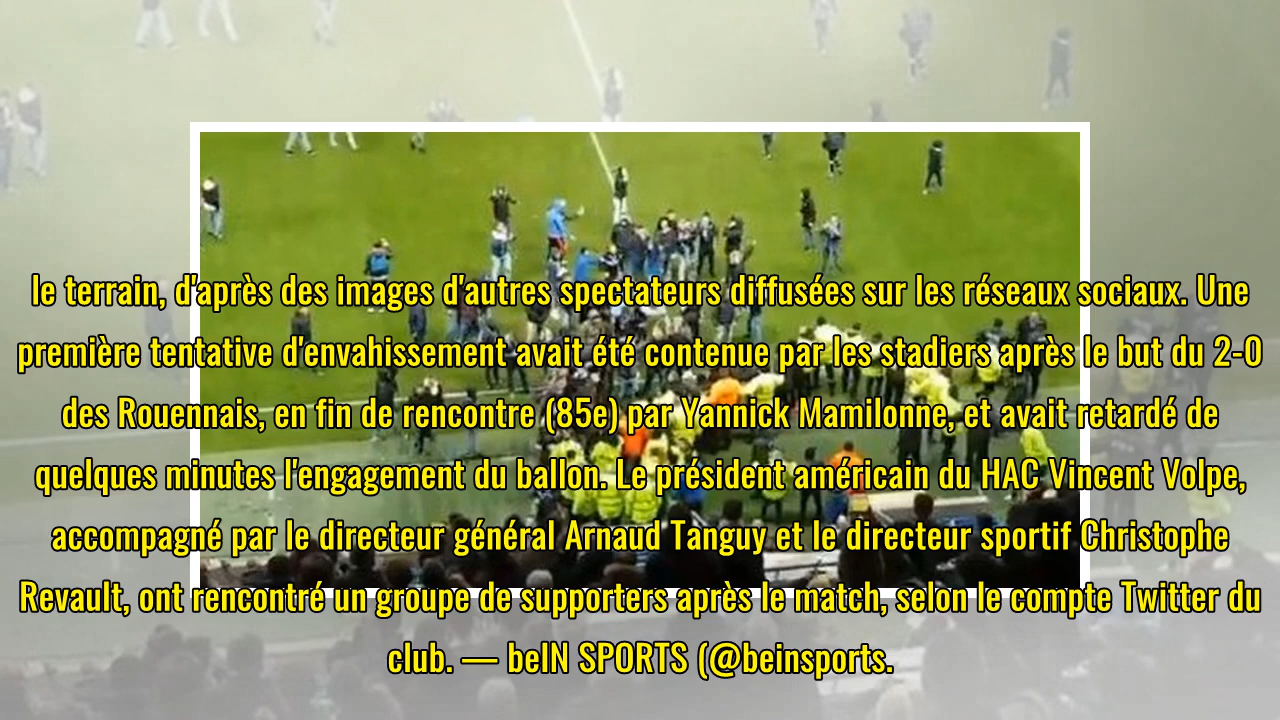 le terrain, d'après des images d'autres spectateurs diffusées sur les réseaux sociaux. Une
première tentative d'envahissement avait été contenue par les stadiers après le but du 2-0
des Rouennais, en fin de rencontre (85e) par Yannick Mamilonne, et avait retardé de
quelques minutes l'engagement du ballon. Le président américain du HAC Vincent Volpe,
accompagné par le directeur général Arnaud Tanguy et le directeur sportif Christophe
Revault, ont rencontré un groupe de supporters après le match, selon le compte Twitter du
club. — beIN SPORTS (@beinsports.